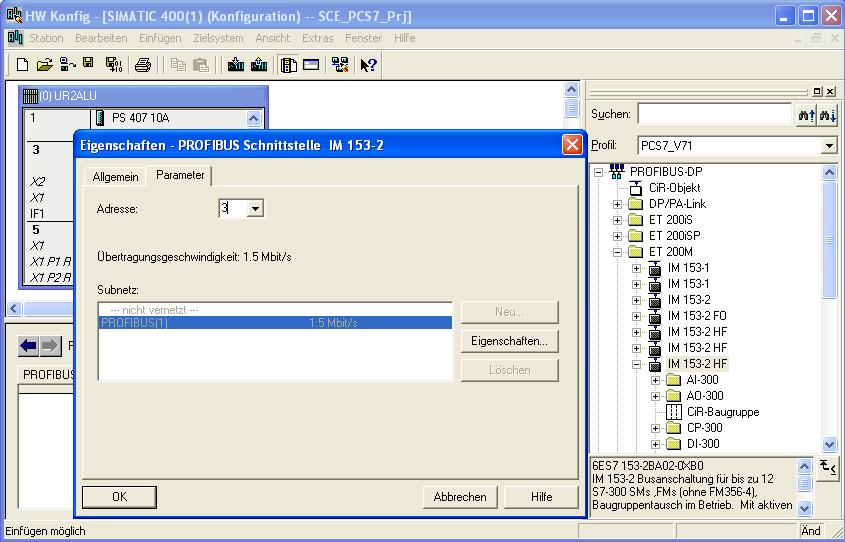 HW Konfig - [SIMATIC 400(1) (Konfiguration) -- SCE_PCS7_Prj]
Station Bearbeiten Einfügen Zielsystem Ansicht Extras Fenster Hilfe
(0) UR2ALU
1 PS 407 10A
3
X2
X1
IF1
5
X1
X1 P1 R
X1 P2 R
PROFIBUS
Eigenschaften - PROFIBUS Schnittstelle IM 153-2
Allgemein Parameter
Adresse: 3
Übertragungsgeschwindigkeit: 1.5 Mbit/s
Subnetz:
--- nicht vernetzt ---
PROFIBUS(1) 1.5 Mbit/s
Neu...
Eigenschaften...
Löschen
OK
Abbrechen
Hilfe
Suchen:
Profil: PCS7_V71
PROFIBUS-DP
CiR-Objekt
DP/PA-Link
ET 200iS
ET 200iSP
ET 200M
IM 153-1
IM 153-1
IM 153-2
IM 153-2 FO
IM 153-2 HF
IM 153-2 HF
IM 153-2 HF
AI-300
AO-300
CiR-Baugruppe
CP-300
DI-300
6ES7 153-2BA02-0XB0
IM 153-2 Busanschaltung für bis zu 12
S7-300 SMs ,FMs (ohne FM356-4),
Baugruppentausch im Betrieb. Mit aktiven
Einfügen möglich
Änd